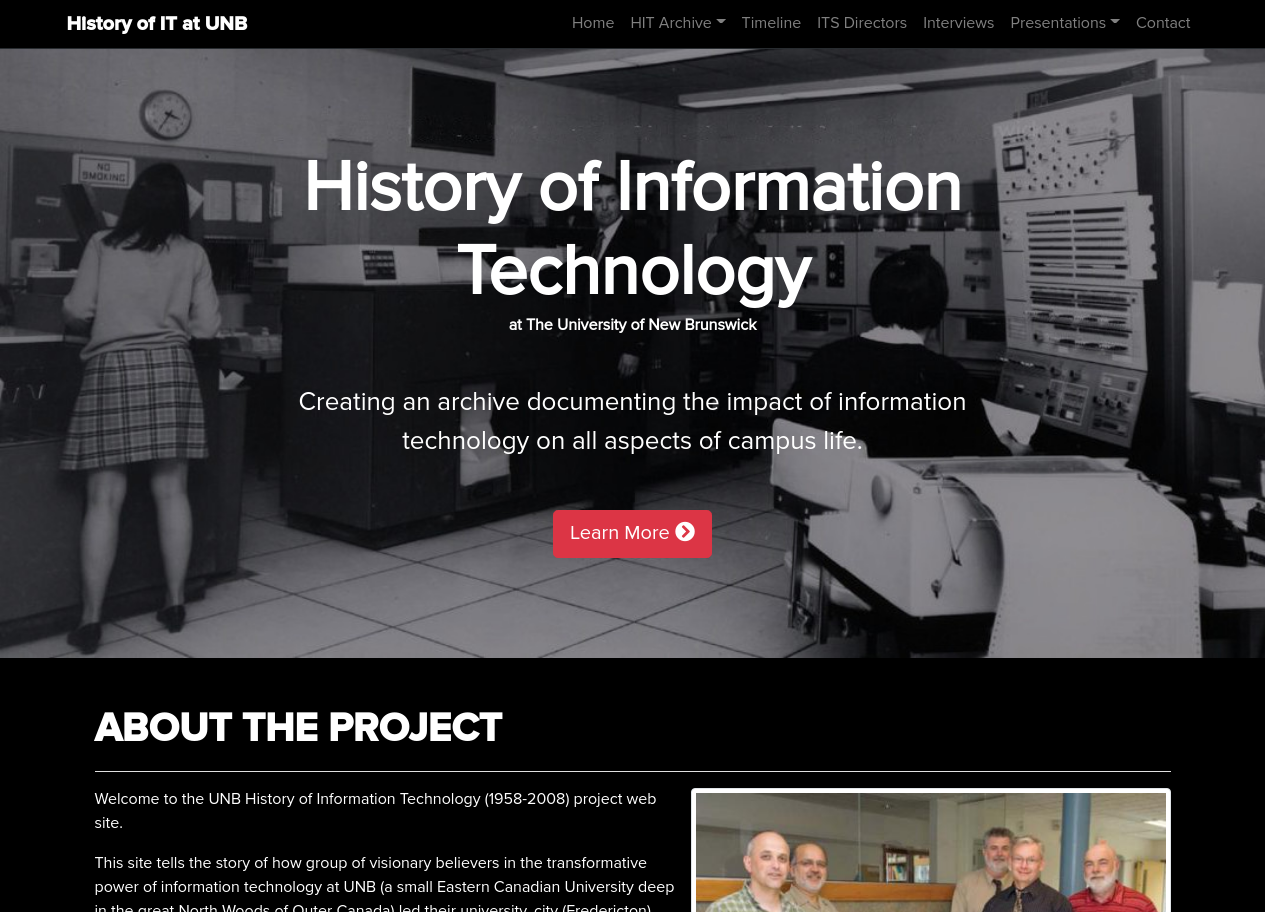 History of IT at UNB
Home HIT Archive Timeline ITS Directors Interviews Presentations Contact
NO
SMOKING
IBM
History of Information
Technology
at The University of New Brunswick
Creating an archive documenting the impact of information
technology on all aspects of campus life.
Learn More
ABOUT THE PROJECT
Welcome to the UNB History of Information Technology (1958-2008) project web
site.
This site tells the story of how group of visionary believers in the transformative
power of information technology at UNB (a small Eastern Canadian University deep
in the great North Woods of Outer Canada) led their university, city (Fredericton)